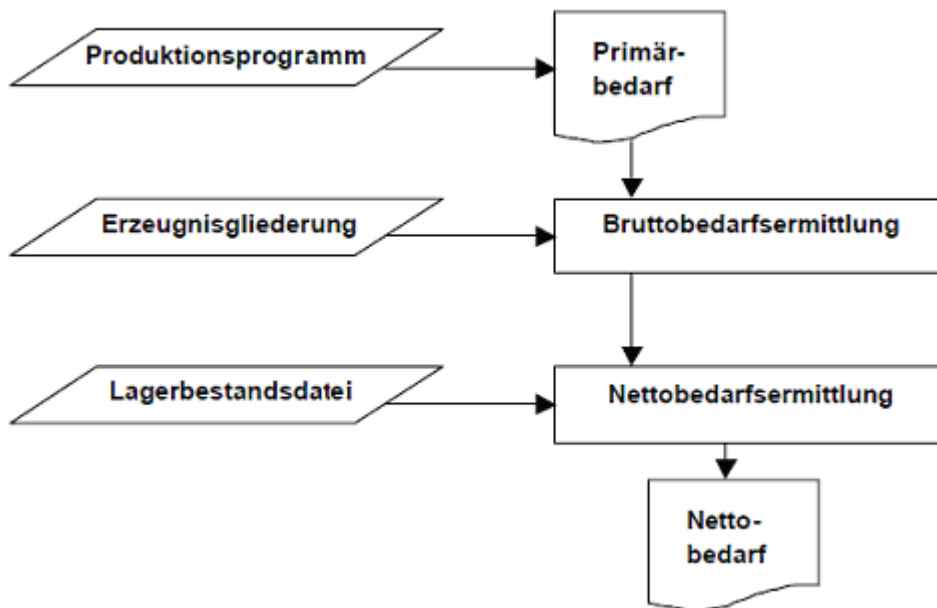 Produktionsprogramm
Primär-
bedarf
Erzeugnisgliederung
Bruttobedarfsermittlung
Lagerbestandsdatei
Nettobedarfsermittlung
Netto-
bedarf